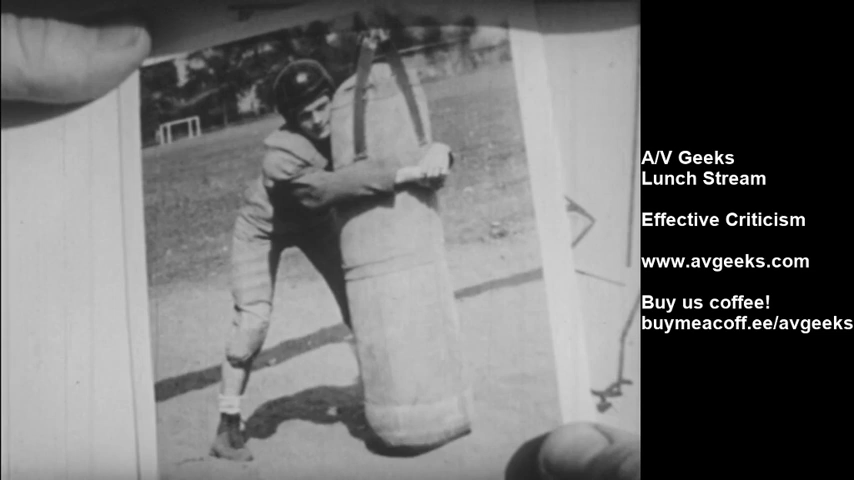 A/V Geeks
Lunch Stream
Effective Criticism
www.avgeeks.com
Buy us coffee!
buymeacoff.ee/avgeeks